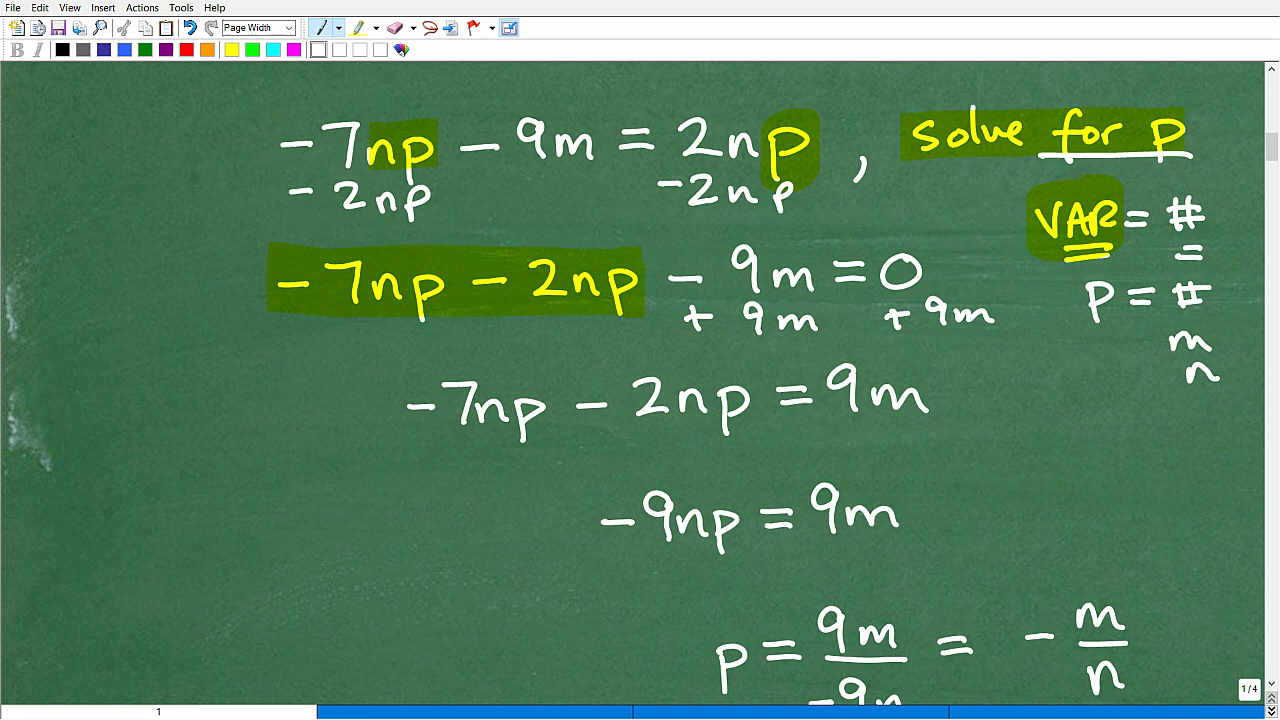 File Edit View Insert Actions Tools Help
Page Width
B I
-7np - 9m = 2np , solve for p
-2np -2np
VAR = #
-7np - 2np - 9m = 0
+ 9m + 9m
p = #
m
n
-7np - 2np = 9m
-9np = 9m
p = 9m/-9n = - m/n
1/4
1